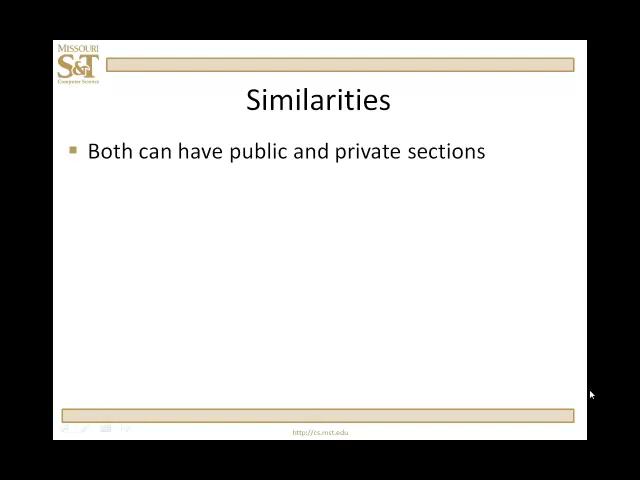 MISSOURI
S&T
Computer Science
Similarities
Both can have public and private sections
http://cs.mst.edu